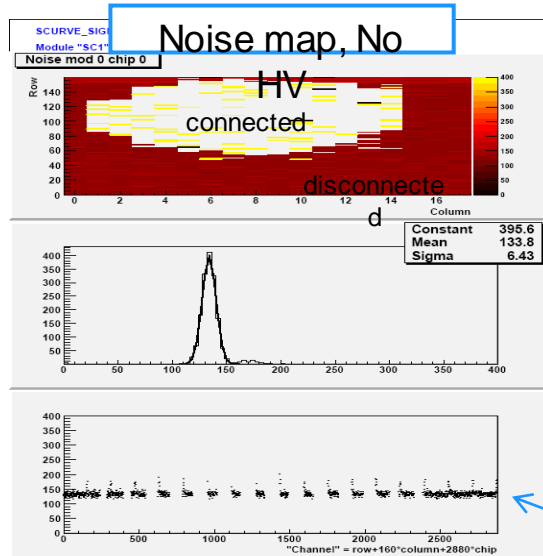 SCURVE_SIG
Module "SC1"
Noise map, No
HV
Noise mod 0 chip 0
Row
connected
disconnecte
d
140
120
100
80
60
40
20
0
0 2 4 6 8 10 12 14 16
Column
400
350
300
250
200
150
100
50
0
Constant 395.6
Mean 133.8
Sigma 6.43
400
350
300
250
200
150
100
50
0 50 100 150 200 250 300 350 400
400
350
300
250
200
150
100
50
0
0 500 1000 1500 2000 2500
"Channel" = row+160*column+2880*chip